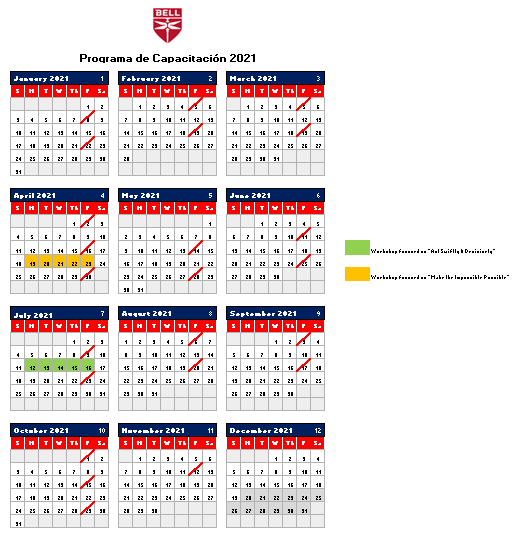 BELL
Programa de Capacitación 2021
January 2021 1
S M T W Th F Sa
1 2
3 4 5 6 7 8 9
10 11 12 13 14 15 16
17 18 19 20 21 22 23
24 25 26 27 28 29 30
31
February 2021 2
S M T W Th F Sa
1 2 3 4 5 6
7 8 9 10 11 12 13
14 15 16 17 18 19 20
21 22 23 24 25 26 27
28
March 2021 3
S M T W Th F Sa
1 2 3 4 5 6
7 8 9 10 11 12 13
14 15 16 17 18 19 20
21 22 23 24 25 26 27
28 29 30 31
April 2021 4
S M T W Th F Sa
1 2 3
4 5 6 7 8 9 10
11 12 13 14 15 16 17
18 19 20 21 22 23 24
25 26 27 28 29 30
May 2021 5
S M T W Th F Sa
1
2 3 4 5 6 7 8
9 10 11 12 13 14 15
16 17 18 19 20 21 22
23 24 25 26 27 28 29
30 31
June 2021 6
S M T W Th F Sa
1 2 3 4 5
6 7 8 9 10 11 12
13 14 15 16 17 18 19
20 21 22 23 24 25 26
27 28 29 30
Workshop focused on "Act Swiftly & Decisively"
Workshop focused on "Make the Impossible Possible"
July 2021 7
S M T W Th F Sa
1 2 3
4 5 6 7 8 9 10
11 12 13 14 15 16 17
18 19 20 21 22 23 24
25 26 27 28 29 30 31
August 2021 8
S M T W Th F Sa
1 2 3 4 5 6 7
8 9 10 11 12 13 14
15 16 17 18 19 20 21
22 23 24 25 26 27 28
29 30 31
September 2021 9
S M T W Th F Sa
1 2 3 4
5 6 7 8 9 10 11
12 13 14 15 16 17 18
19 20 21 22 23 24 25
26 27 28 29 30
October 2021 10
S M T W Th F Sa
1 2
3 4 5 6 7 8 9
10 11 12 13 14 15 16
17 18 19 20 21 22 23
24 25 26 27 28 29 30
31
November 2021 11
S M T W Th F Sa
1 2 3 4 5 6
7 8 9 10 11 12 13
14 15 16 17 18 19 20
21 22 23 24 25 26 27
28 29 30
December 2021 12
S M T W Th F Sa
1 2 3 4
5 6 7 8 9 10 11
12 13 14 15 16 17 18
19 20 21 22 23 24 25
26 27 28 29 30 31